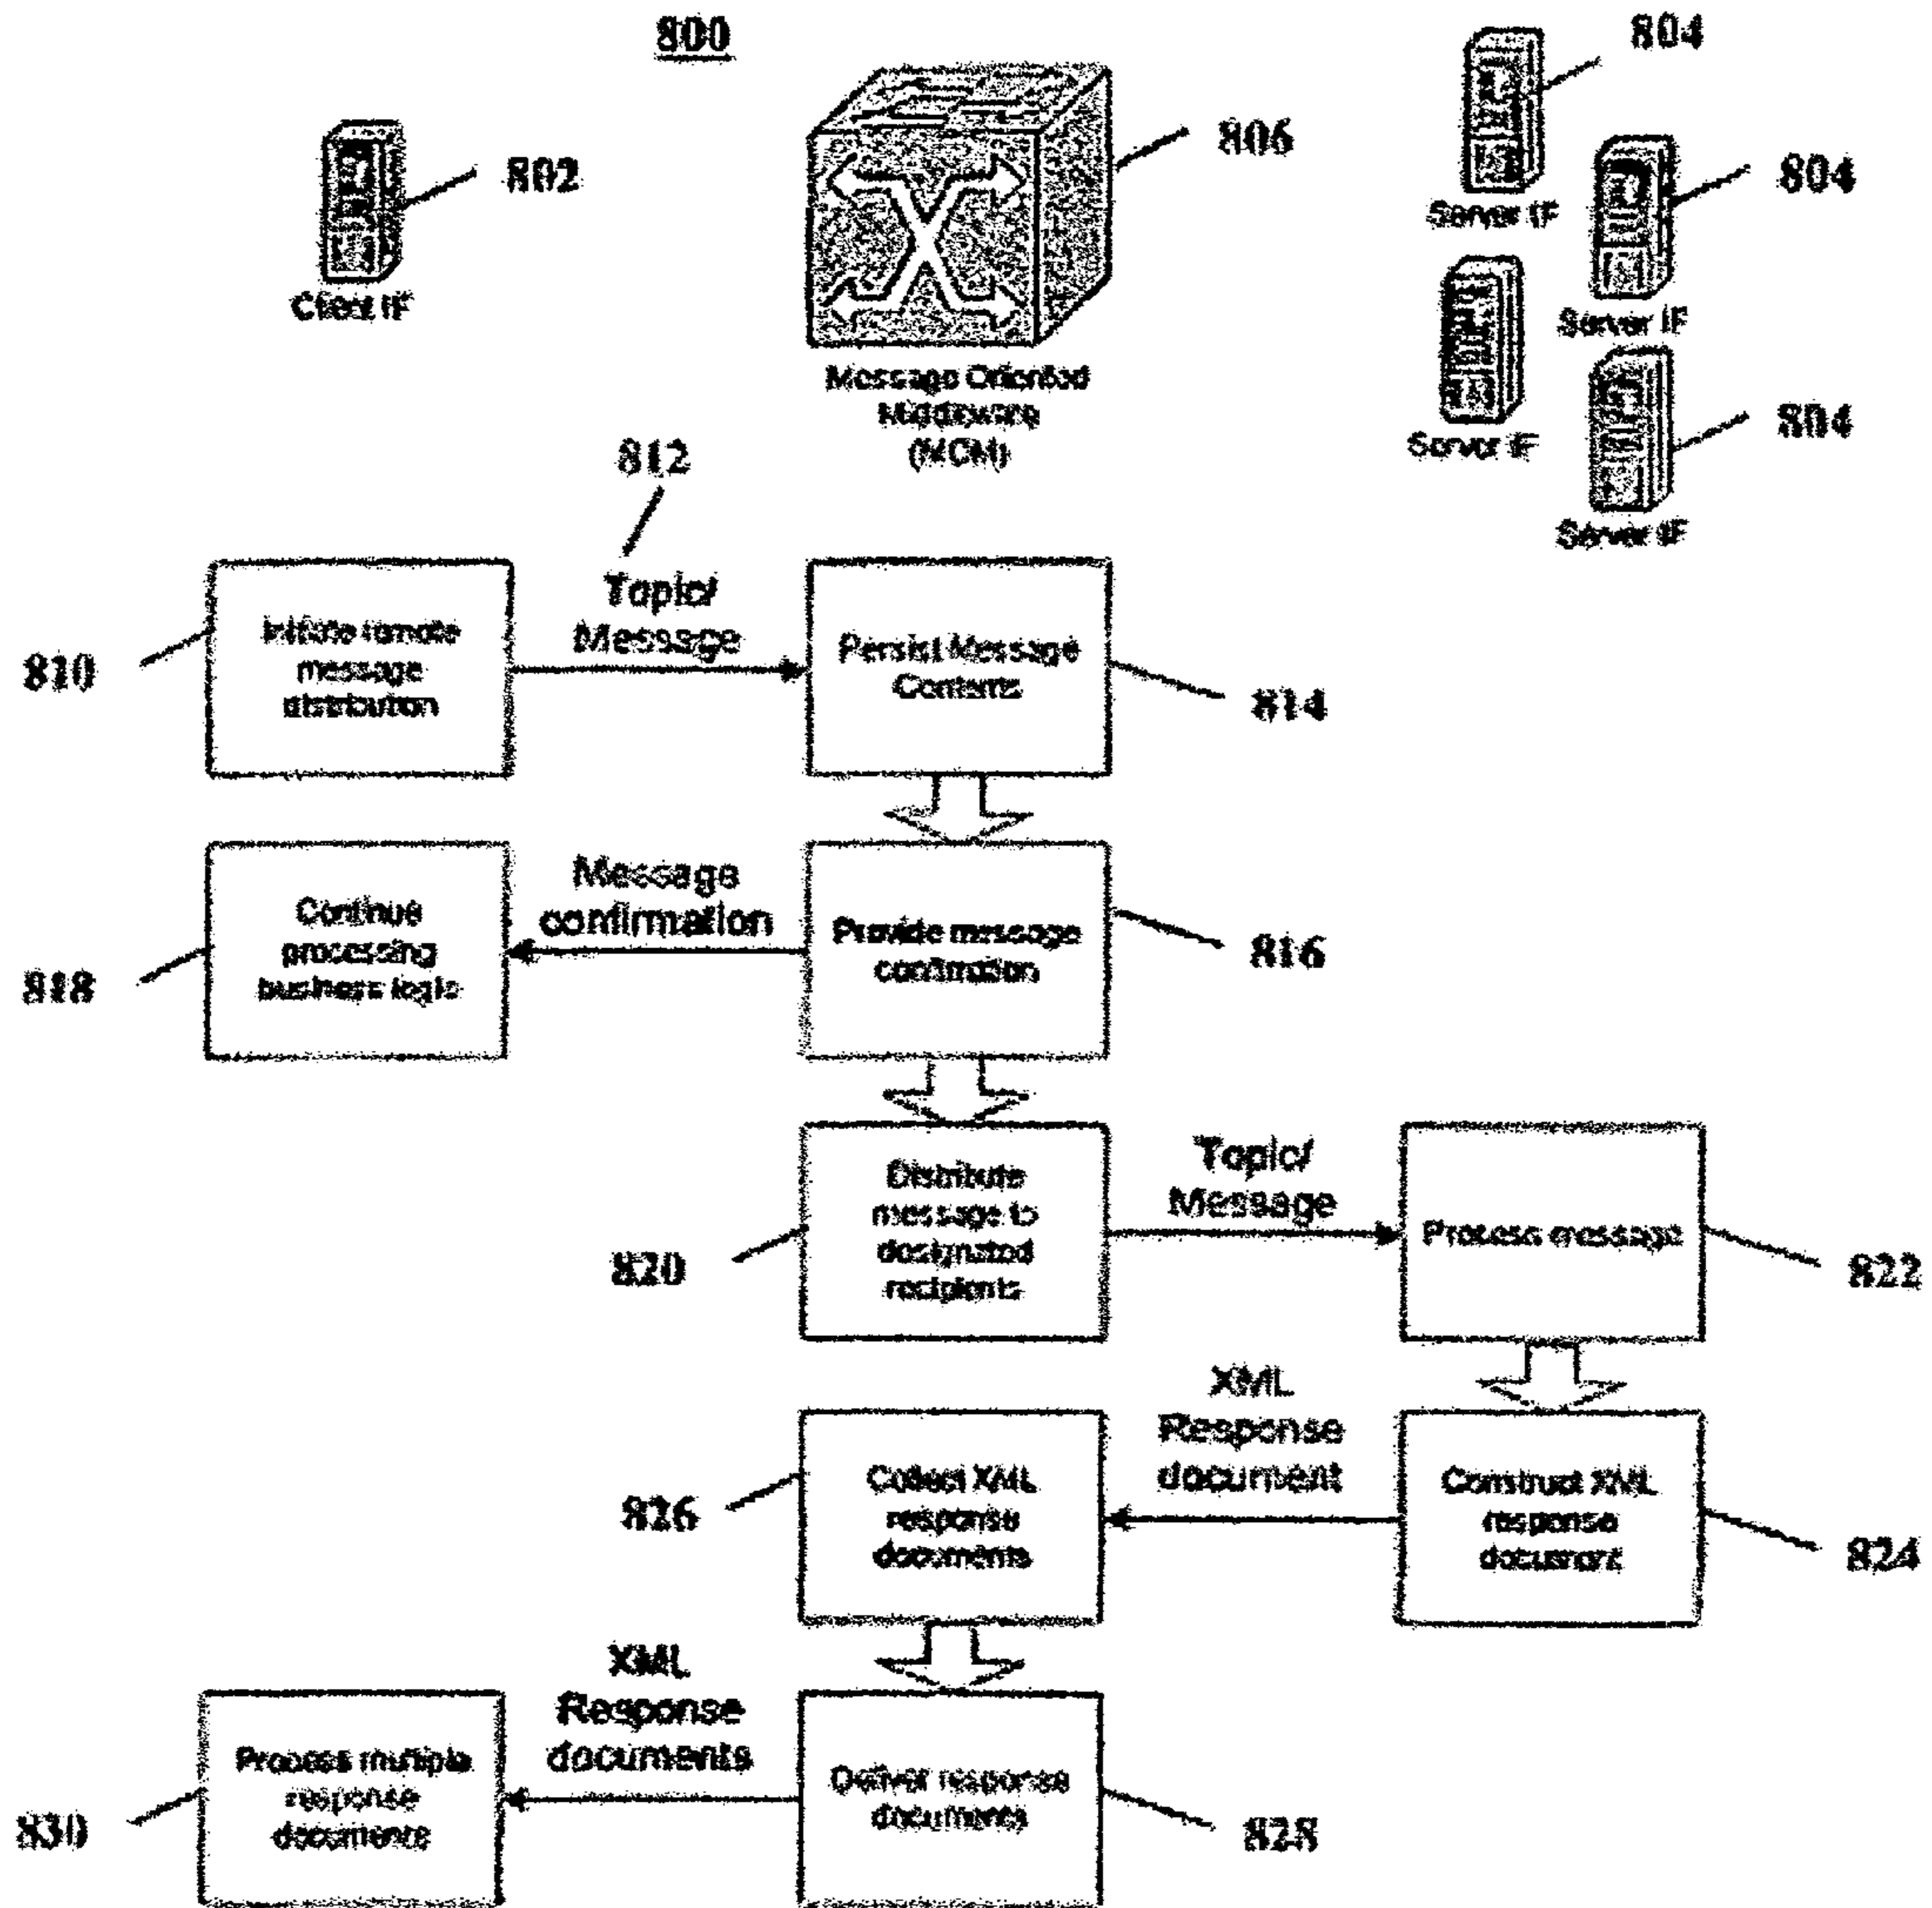 800
804
802
806
804
Server IF
Client IF
Server IF
Message Oriented
Middleware
(MOM)
Server IF
804
Server IF
812
810
Initiate remote
message
distribution
Topic/
Message
Persist Message
Contents
814
818
Continue
processing
business logic
Message
confirmation
Provide message
confirmation
816
820
Distribute
message to
designated
recipients
Topic/
Message
Process message
822
826
Collect XML
response
documents
XML
Response
document
Construct XML
response
document
824
830
Process multiple
response
documents
XML
Response
documents
Deliver response
documents
828